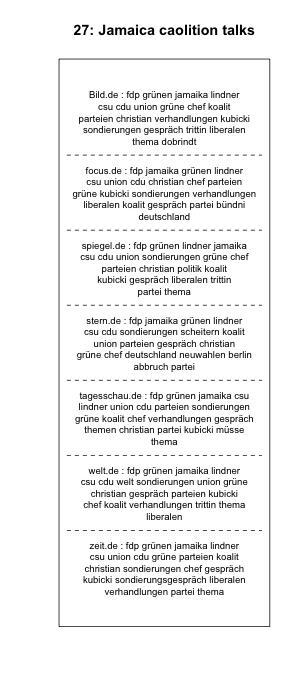 27: Jamaica caolition talks
Bild.de : fdp grünen jamaika lindner
csu cdu union grüne chef koalit
parteien christian verhandlungen kubicki
sondierungen gespräch trittin liberalen
thema dobrindt
focus.de : fdp jamaika grünen lindner
csu union cdu christian chef parteien
grüne kubicki sondierungen verhandlungen
liberalen koalit gespräch partei bündni
deutschland
spiegel.de : fdp grünen lindner jamaika
csu cdu union sondierungen grüne chef
parteien christian politik koalit
kubicki gespräch liberalen trittin
partei thema
stern.de : fdp jamaika grünen lindner
csu cdu sondierungen scheitern koalit
union parteien gespräch christian
grüne chef deutschland neuwahlen berlin
abbruch partei
tagesschau.de : fdp grünen jamaika csu
lindner union cdu parteien sondierungen
grüne koalit chef verhandlungen gespräch
themen christian partei kubicki müsse
thema
welt.de : fdp grünen jamaika lindner
csu cdu welt sondierungen union grüne
christian gespräch parteien kubicki
chef koalit verhandlungen trittin thema
liberalen
zeit.de : fdp grünen jamaika lindner
csu union cdu grüne parteien koalit
christian sondierungen chef gespräch
kubicki sondierungsgespräch liberalen
verhandlungen partei thema